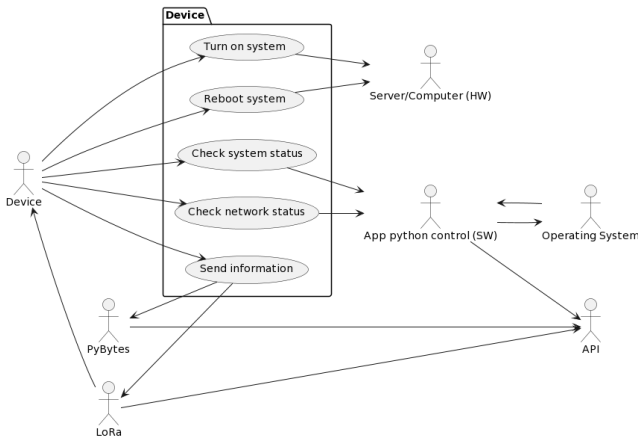 Device
Turn on system
Server/Computer (HW)
Reboot system
Check system status
Device
Check network status
App python control (SW)
Operating System
Send information
PyBytes
API
LoRa